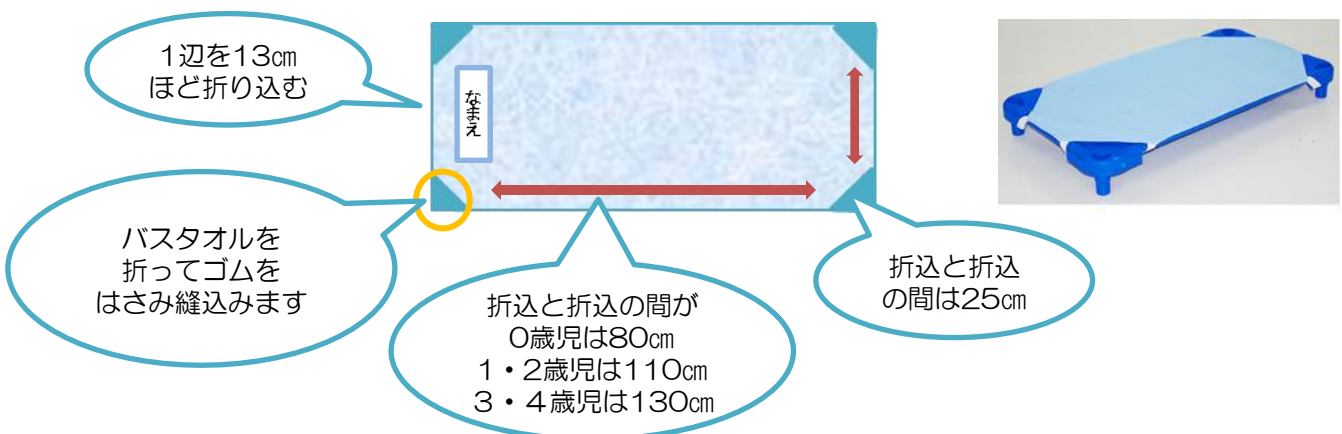 1辺を13㎝
ほど折り込む
なまえ
バスタオルを
折ってゴムを
はさみ縫込みます
折込と折込の間が
0歳児は80㎝
1・2歳児は110㎝
3・4歳児は130㎝
折込と折込
の間は25㎝